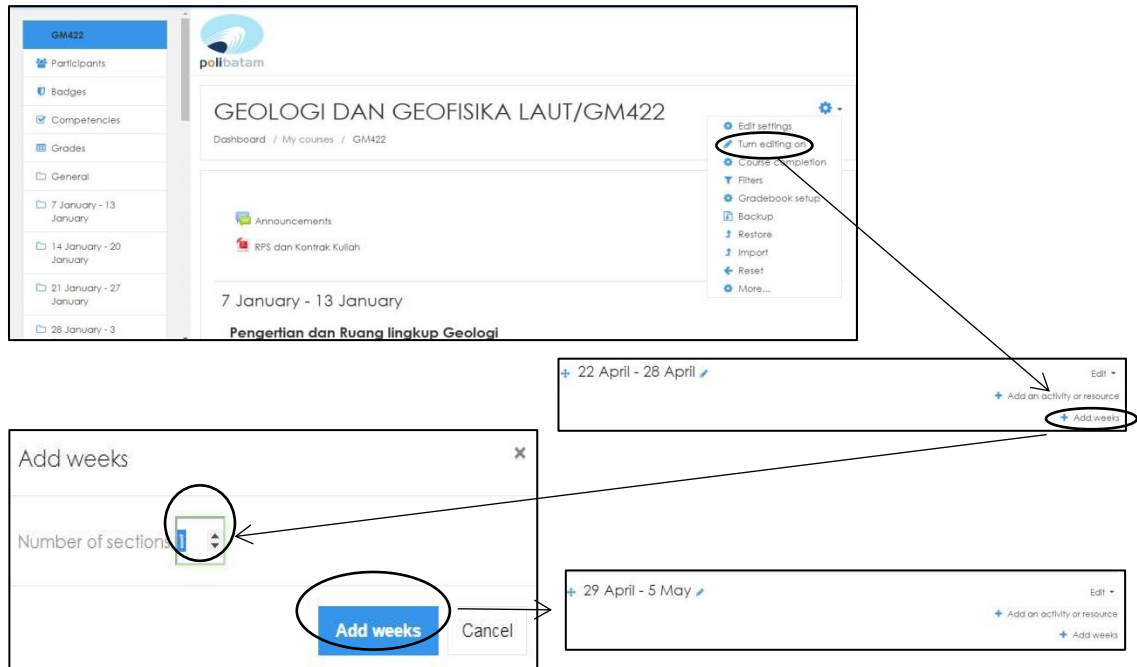 GM422
Participants
Badges
Competencies
Grades
General
7 January - 13
January
14 January - 20
January
21 January - 27
January
28 January - 3
polibatam
GEOLOGI DAN GEOFISIKA LAUT/GM422
Dashboard / My courses / GM422
Edit settings
Turn editing on
Course completion
Filters
Gradebook setup
Backup
Restore
Import
Reset
More...
Announcements
RPS dan Kontrak Kuliah
7 January - 13 January
Pengertian dan Ruang lingkup Geologi
22 April - 28 April
Edit
+ Add an activity or resource
+ Add weeks
Add weeks
×
Number of sections 1
Add weeks Cancel
29 April - 5 May
Edit
+ Add an activity or resource
+ Add weeks